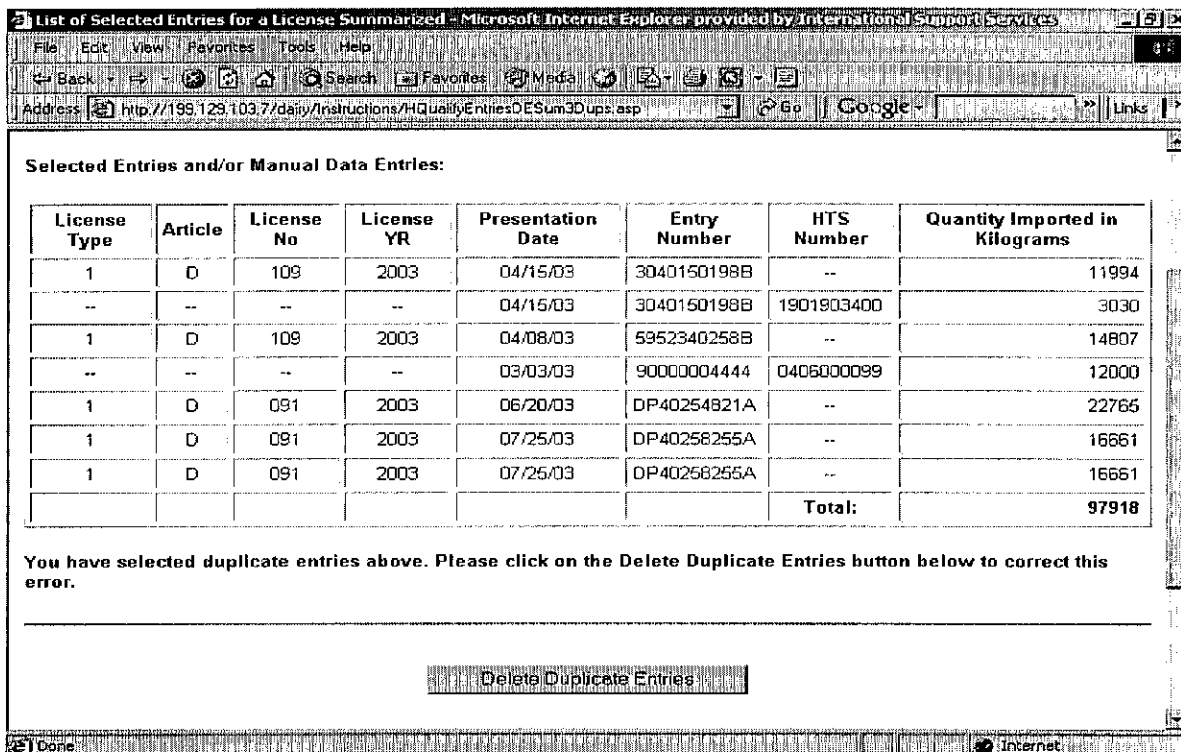 List of Selected Entries for a License Summarized - Microsoft Internet Explorer provided by International Support Services
File Edit View Favorites Tools Help
Back Search Favorites Media
Address http://199.129.103.7/daily/Instructions/HQualifyEntriesDESum3Dups.asp Go Google Links
Selected Entries and/or Manual Data Entries:
License Type Article License No License YR Presentation Date Entry Number HTS Number Quantity Imported in Kilograms
1 D 109 2003 04/15/03 3040150198B -- 11994
-- -- -- -- 04/15/03 3040150198B 1901903400 3030
1 D 109 2003 04/08/03 5952340258B -- 14807
-- -- -- -- 03/03/03 90000004444 0406000099 12000
1 D 091 2003 06/20/03 DP40254821A -- 22765
1 D 091 2003 07/25/03 DP40258255A -- 16661
1 D 091 2003 07/25/03 DP40258255A -- 16661
Total: 97918
You have selected duplicate entries above. Please click on the Delete Duplicate Entries button below to correct this
error.
Delete Duplicate Entries
Done Internet